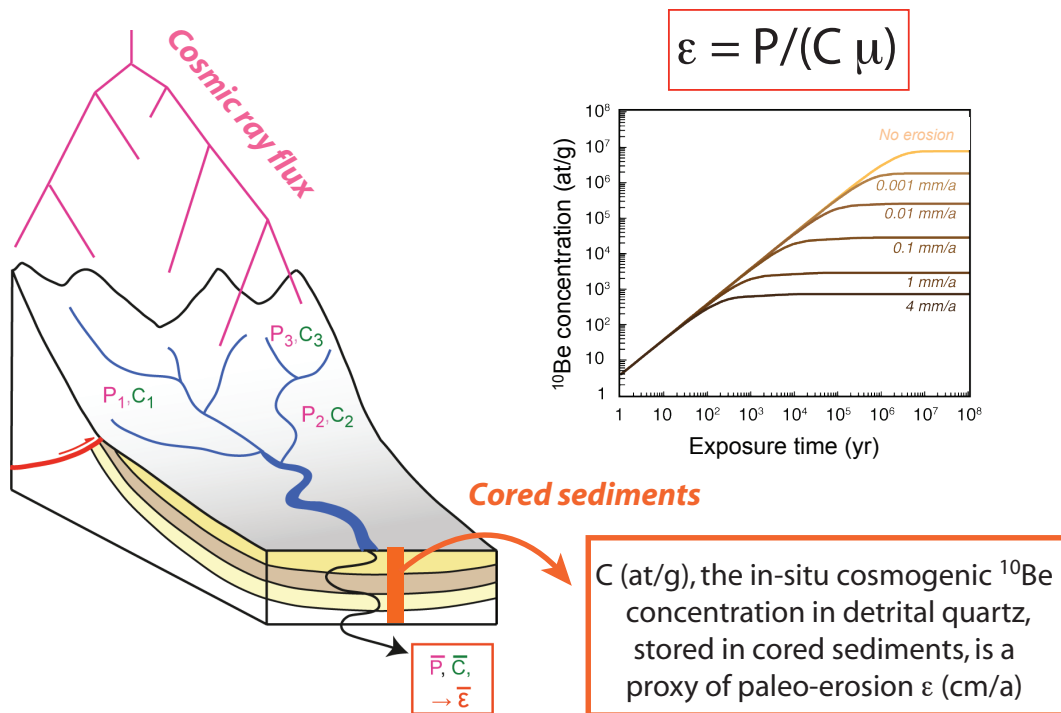 Cosmic ray flux
ε = P/(C μ)
¹⁰Be concentration (at/g)
10⁸
10⁷
10⁶
10⁵
10⁴
10³
10²
10
1
No erosion
0.001 mm/a
0.01 mm/a
0.1 mm/a
1 mm/a
4 mm/a
1 10 10² 10³ 10⁴ 10⁵ 10⁶ 10⁷ 10⁸
Exposure time (yr)
P₃,C₃
P₁,C₁
P₂,C₂
Cored sediments
P̅, C̅,
→ ε̅
C (at/g), the in-situ cosmogenic ¹⁰Be
concentration in detrital quartz,
stored in cored sediments, is a
proxy of paleo-erosion ε (cm/a)